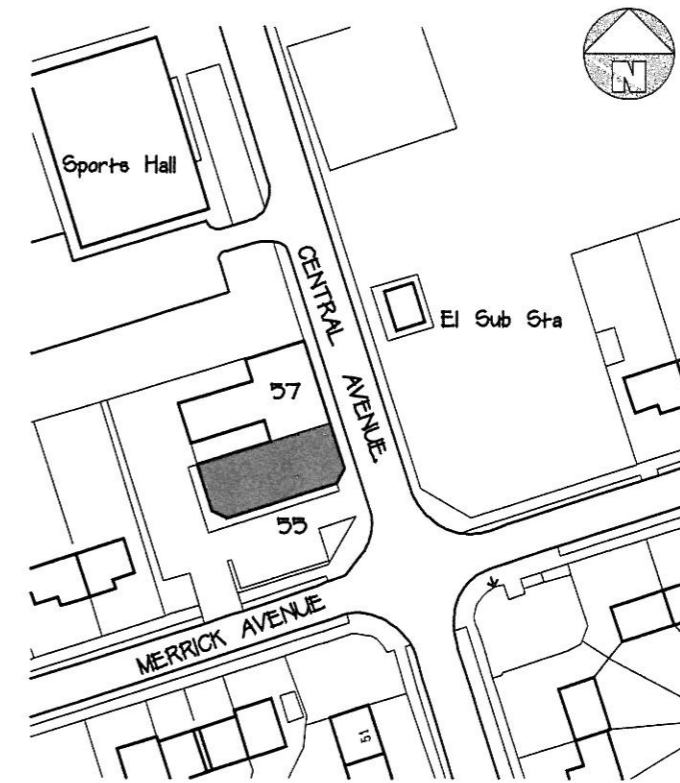 N
Sports Hall
CENTRAL AVENUE
El Sub Sta
57
55
MERRICK AVENUE
51